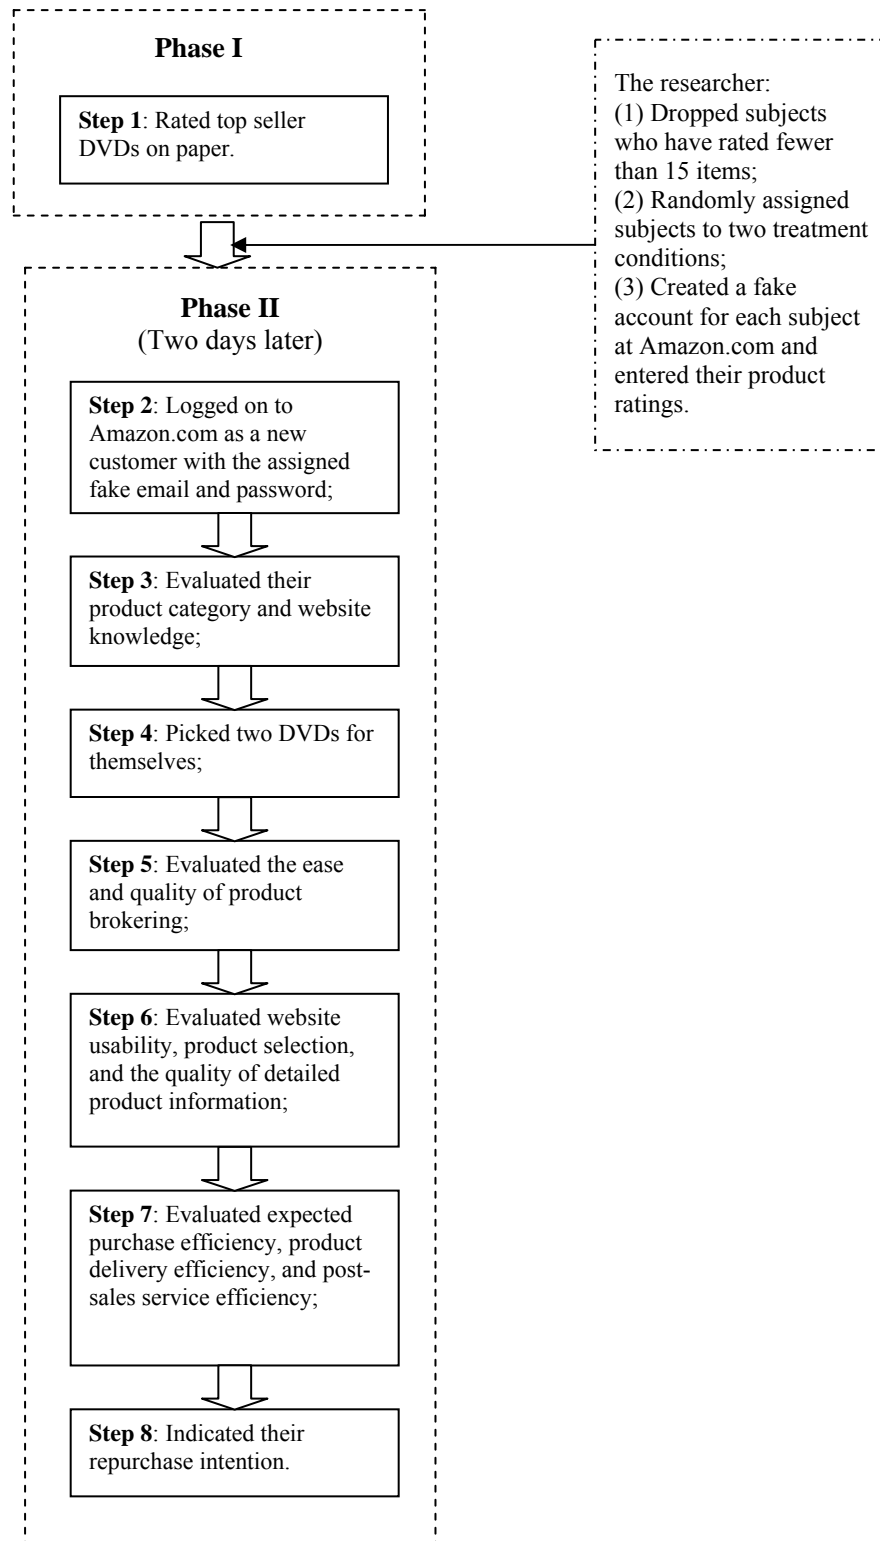 Phase I
Step 1: Rated top seller
DVDs on paper.
The researcher:
(1) Dropped subjects
who have rated fewer
than 15 items;
(2) Randomly assigned
subjects to two treatment
conditions;
(3) Created a fake
account for each subject
at Amazon.com and
entered their product
ratings.
Phase II
(Two days later)
Step 2: Logged on to
Amazon.com as a new
customer with the assigned
fake email and password;
Step 3: Evaluated their
product category and website
knowledge;
Step 4: Picked two DVDs for
themselves;
Step 5: Evaluated the ease
and quality of product
brokering;
Step 6: Evaluated website
usability, product selection,
and the quality of detailed
product information;
Step 7: Evaluated expected
purchase efficiency, product
delivery efficiency, and post-
sales service efficiency;
Step 8: Indicated their
repurchase intention.